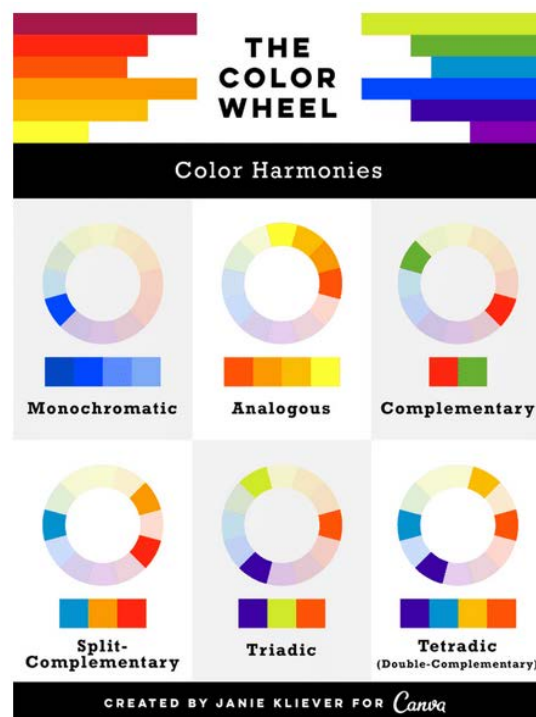 THE
COLOR
WHEEL
Color Harmonies
Monochromatic
Analogous
Complementary
Split-
Complementary
Triadic
Tetradic
(Double-Complementary)
CREATED BY JANIE KLIEVER FOR Canva